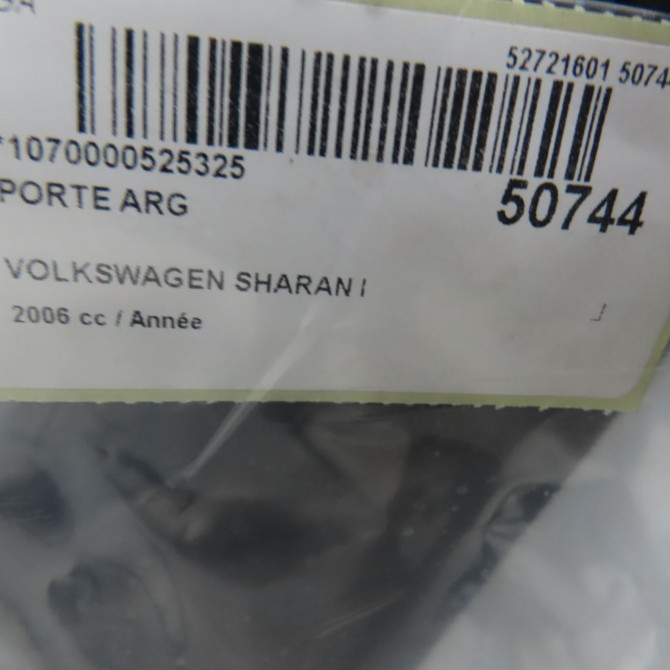 52721601 5074
*1070000525325
PORTE ARG
50744
VOLKSWAGEN SHARAN I
2006 cc / Année